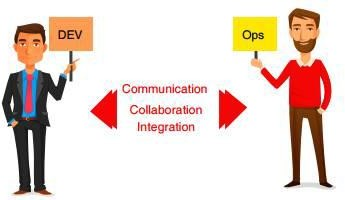 DEV
Ops
Communication
Collaboration
Integration